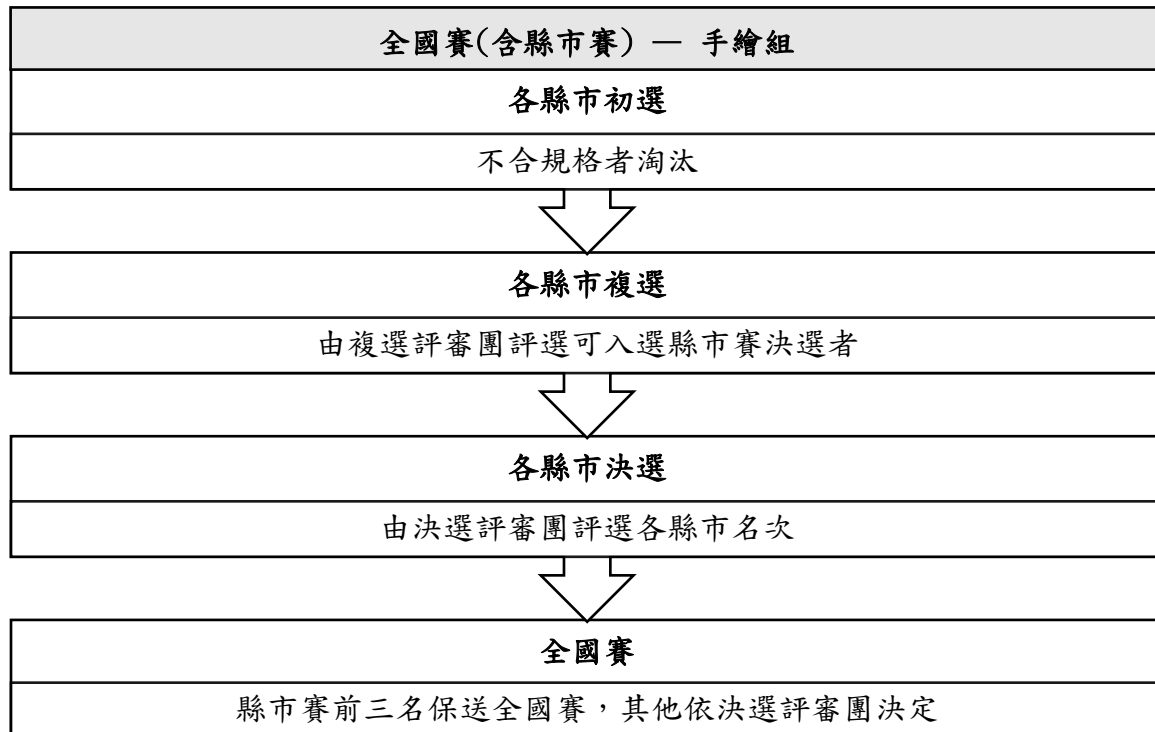 全國賽(含縣市賽) — 手繪組
各縣市初選
不合規格者淘汰
各縣市複選
由複選評審團評選可入選縣市賽決選者
各縣市決選
由決選評審團評選各縣市名次
全國賽
縣市賽前三名保送全國賽，其他依決選評審團決定